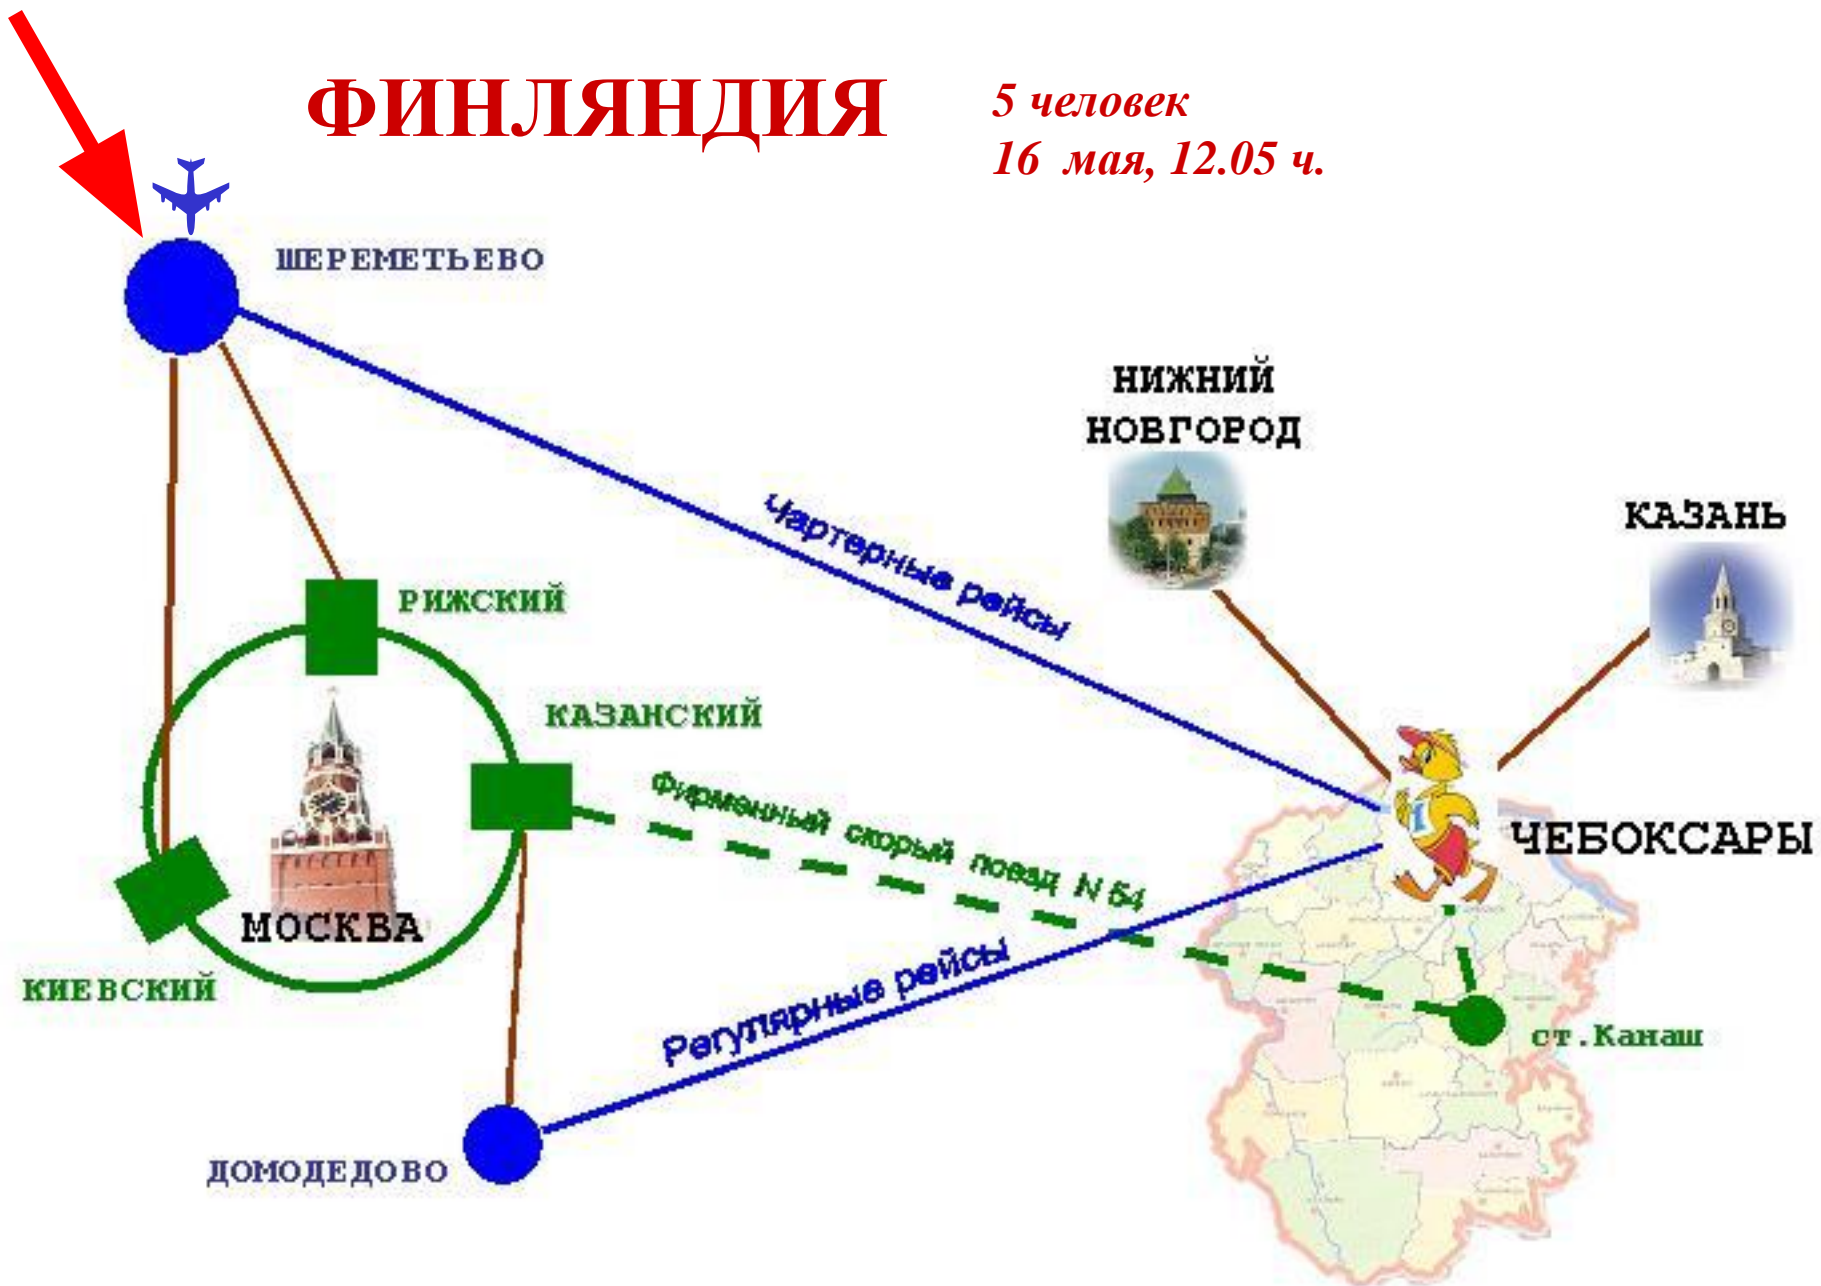 ФИНЛЯНДИЯ
5 человек
16 мая, 12.05 ч.
ШЕРЕМЕТЬЕВО
НИЖНИЙ
НОВГОРОД
КАЗАНЬ
Чартерные рейсы
РИЖСКИЙ
КАЗАНСКИЙ
Фирменный скорый поезд N 54
ЧЕБОКСАРЫ
МОСКВА
КИЕВСКИЙ
Регулярные рейсы
ст.Канаш
ДОМОДЕДОВО